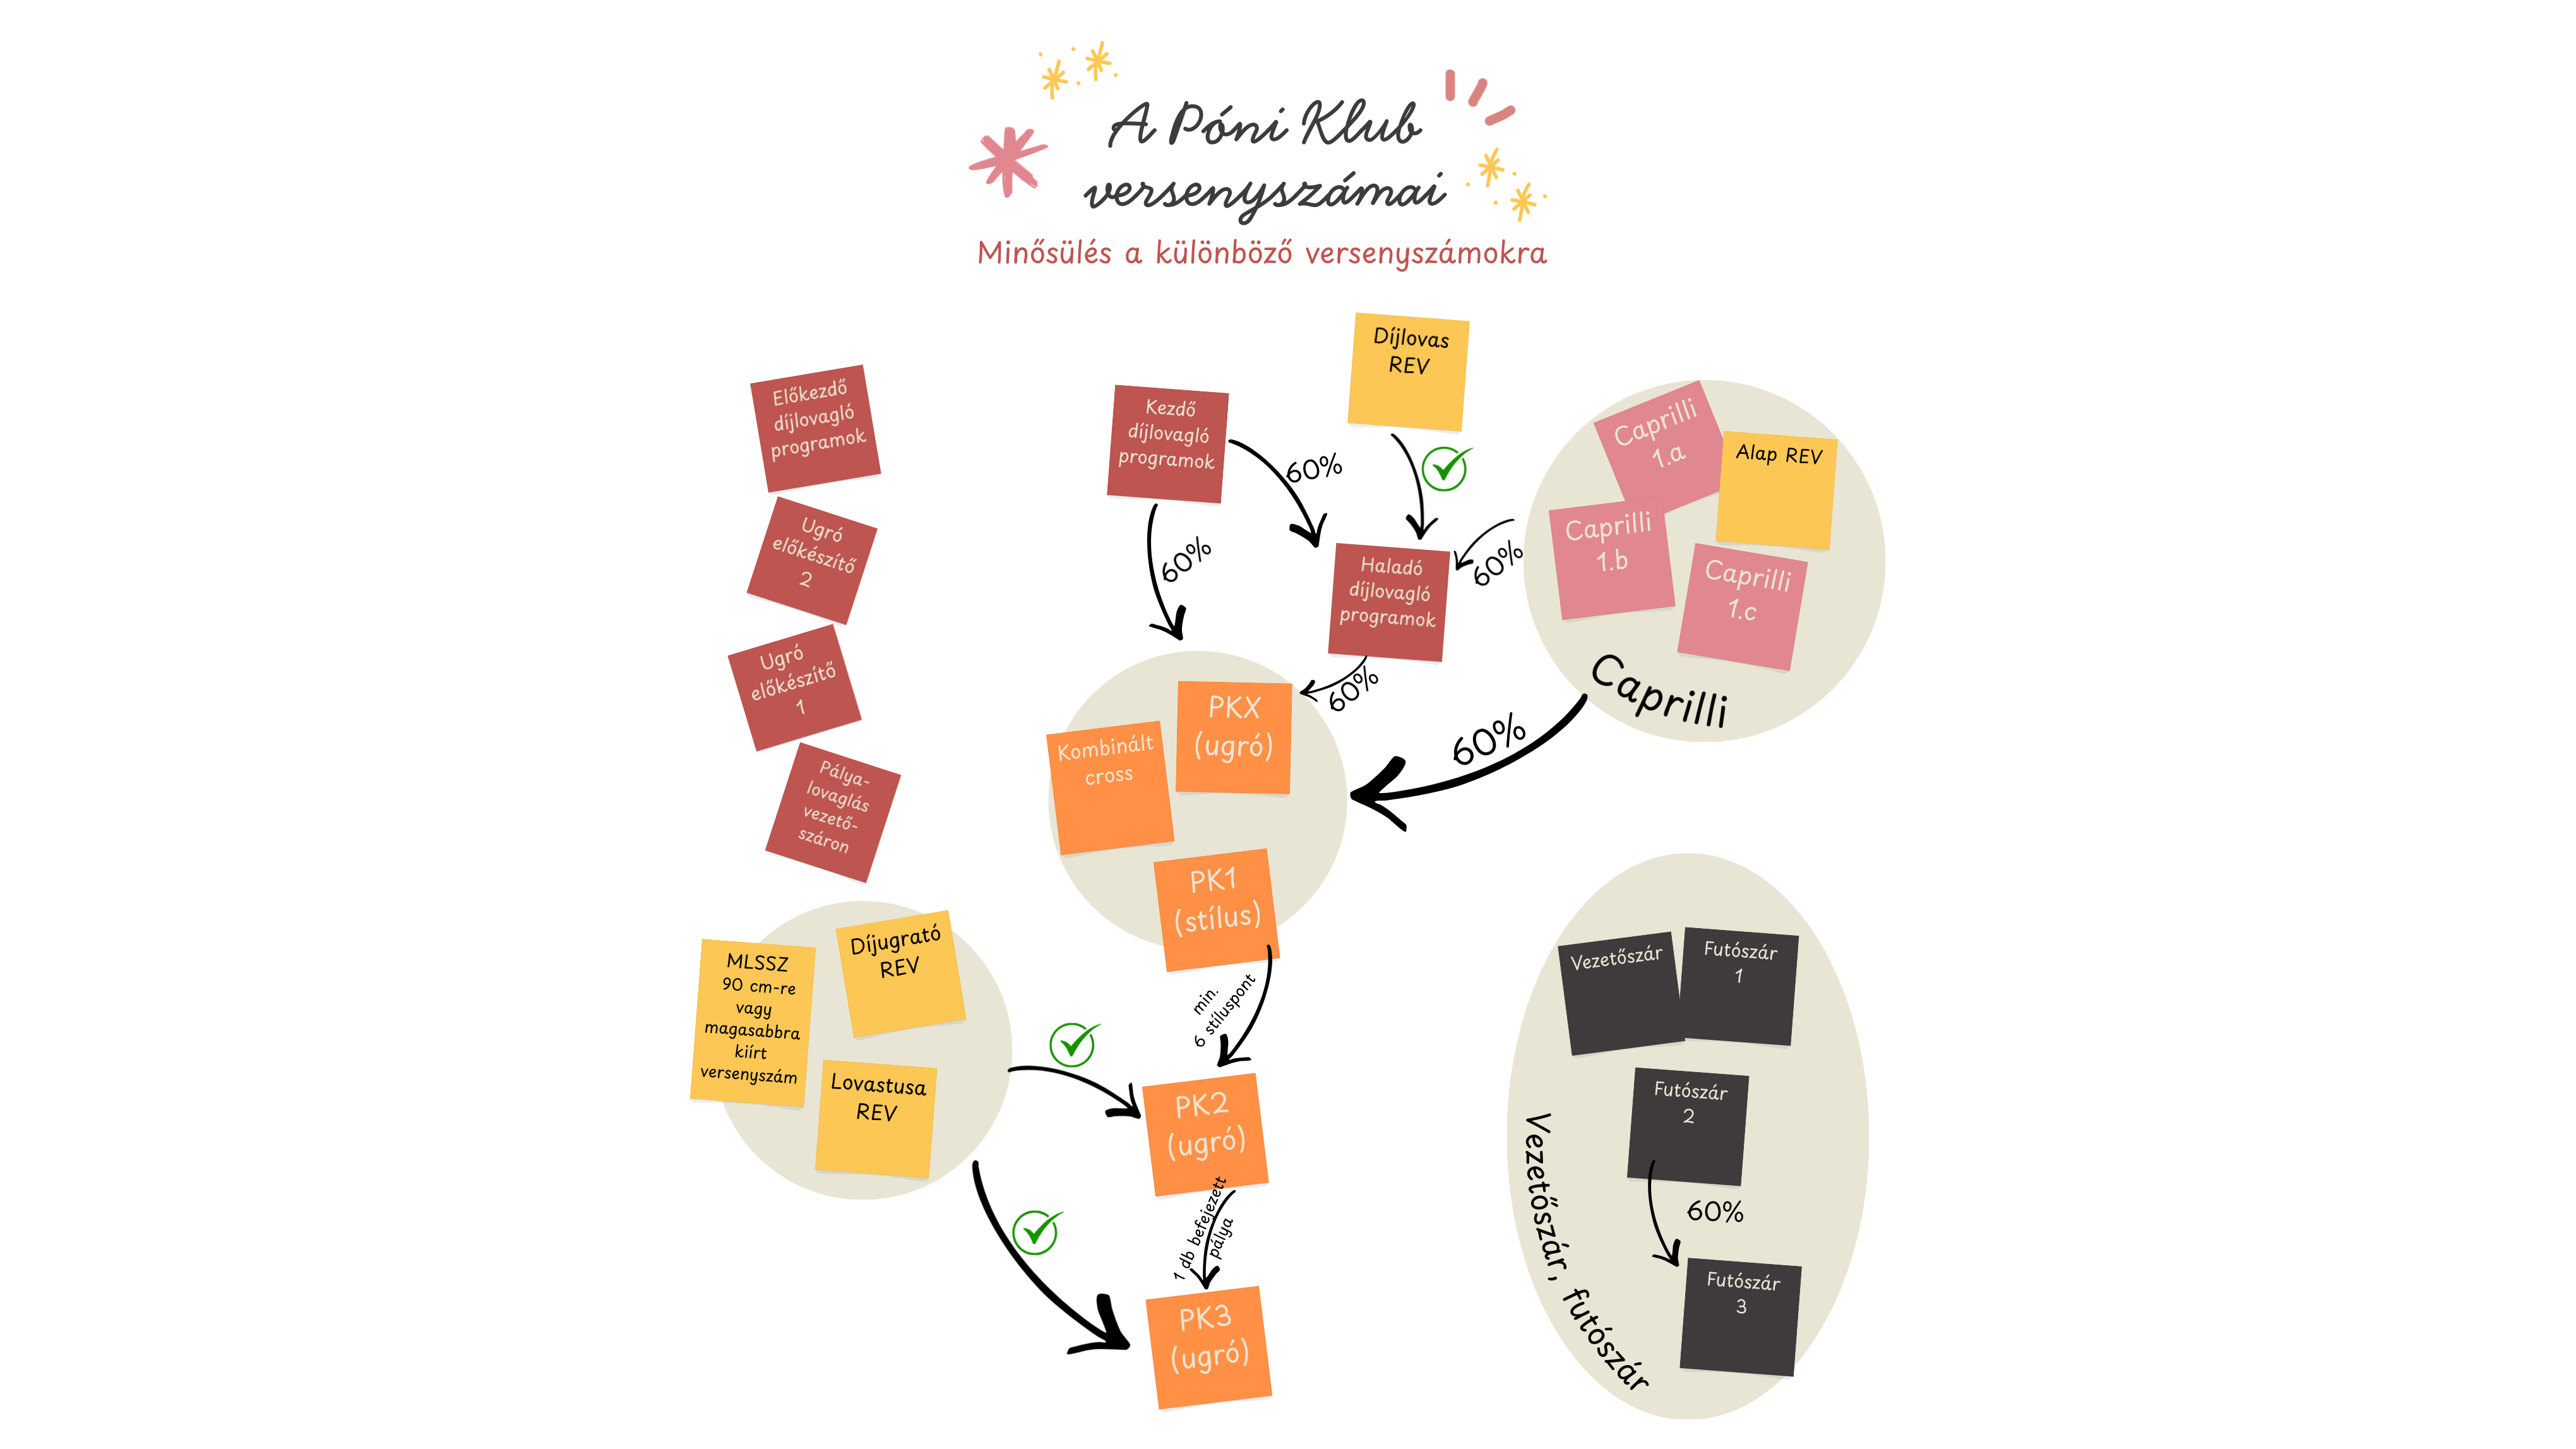 A Póni Klub
versenyszámai
Minősülés a különböző versenyszámokra
Díjlovas
REV
Előkezdő
díjlovagló
programok
Kezdő
díjlovagló
programok
60%
60%
Caprilli
1.a
Alap REV
Caprilli
1.b
Caprilli
1.c
Caprilli
60%
Haladó
díjlovagló
programok
60%
60%
Ugró
előkészítő
2
Ugró
előkészítő
1
Pálya-
lovaglás
vezető-
száron
PKX
(ugró)
Kombinált
cross
PK1
(stílus)
min.
6 stíluspont
MLSSZ
90 cm-re
vagy
magasabbra
kiírt
versenyszám
Díjugrató
REV
Lovastusa
REV
PK2
(ugró)
1 db befejezett
pálya
PK3
(ugró)
Vezetőszár
Futószár
1
Futószár
2
60%
Futószár
3
Vezetőszár, futószár